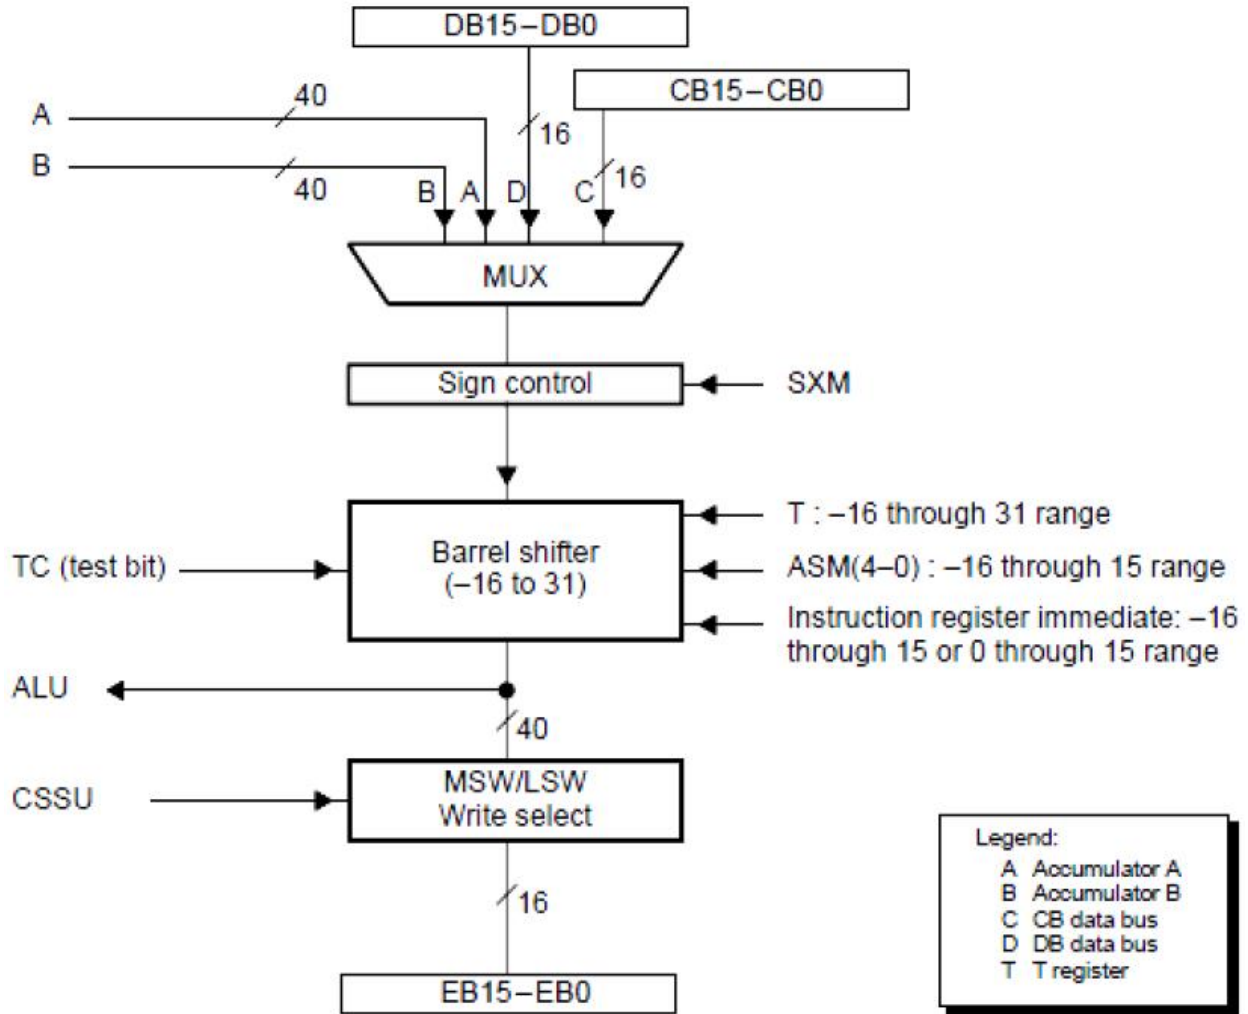 DB15–DB0
CB15–CB0
A
40
16
B
40
16
B A D C
MUX
Sign control
SXM
T : –16 through 31 range
Barrel shifter
(–16 to 31)
TC (test bit)
ASM(4–0) : –16 through 15 range
Instruction register immediate: –16
through 15 or 0 through 15 range
ALU
40
CSSU
MSW/LSW
Write select
16
EB15–EB0
Legend:
A Accumulator A
B Accumulator B
C CB data bus
D DB data bus
T T register